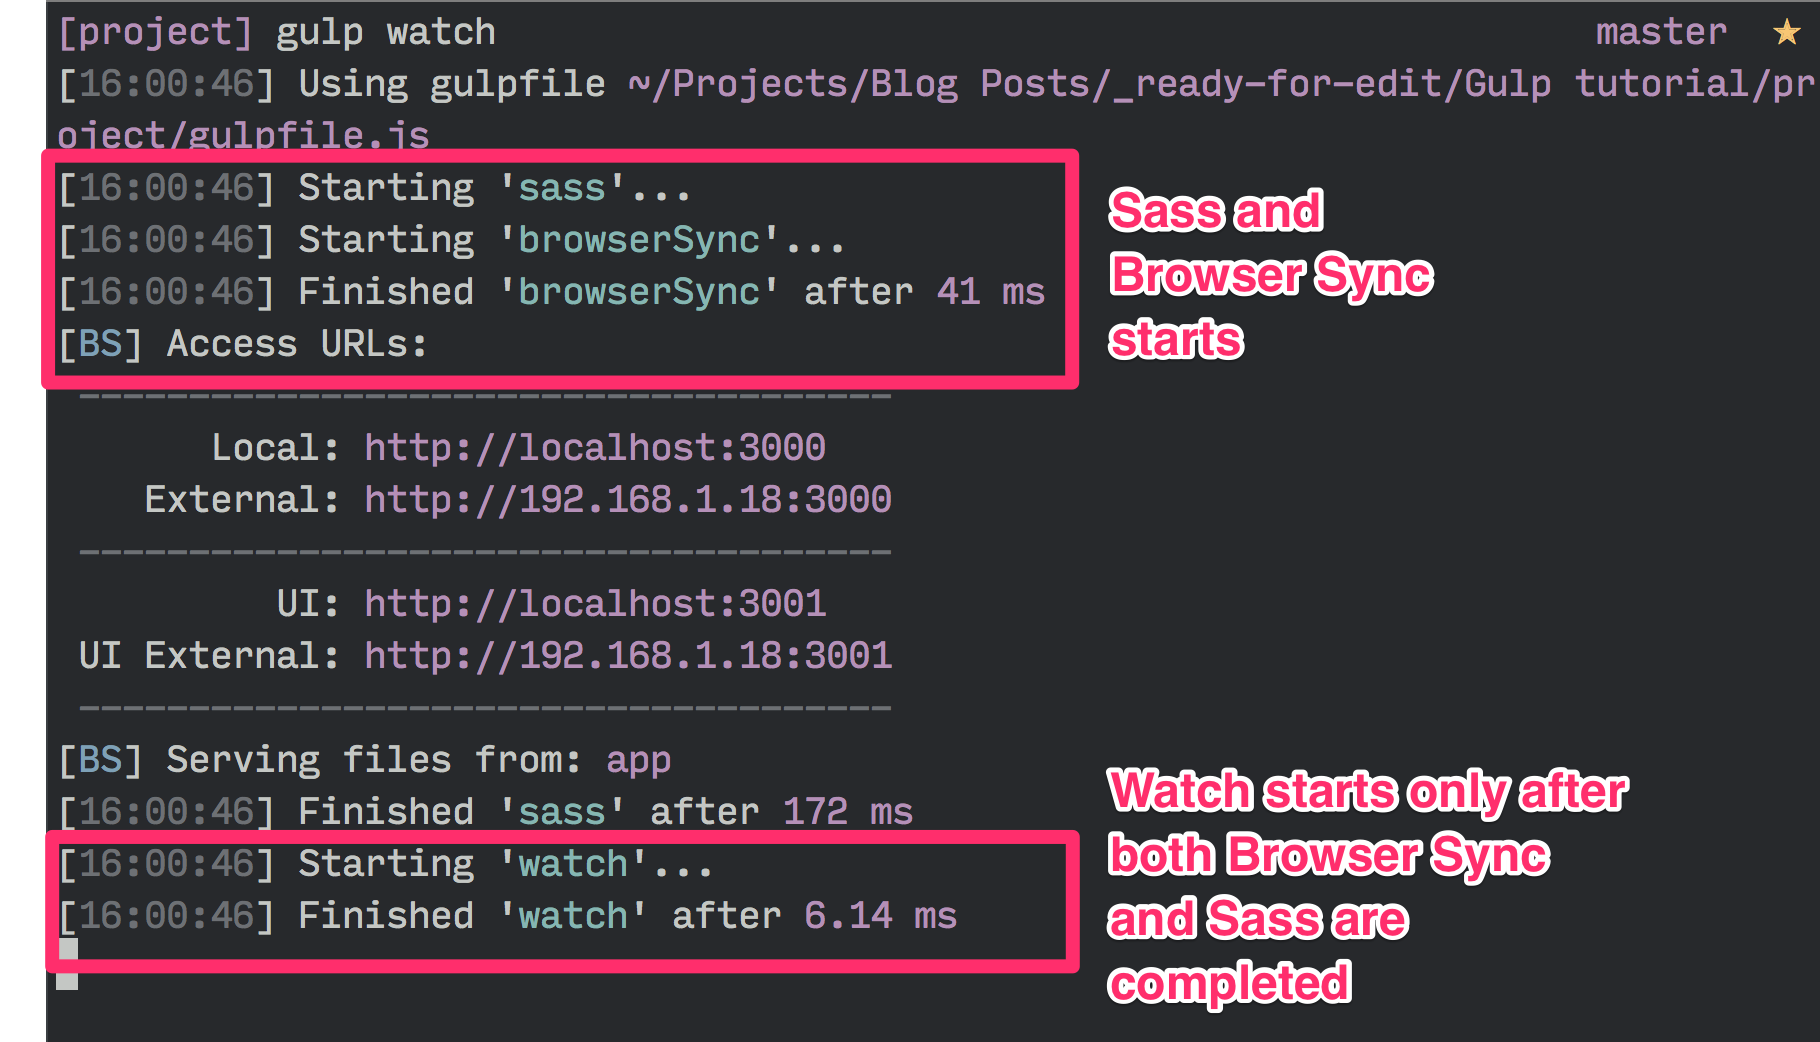 [project] gulp watch master ★
[16:00:46] Using gulpfile ~/Projects/Blog Posts/_ready-for-edit/Gulp tutorial/pr
oject/gulpfile.js
[16:00:46] Starting 'sass'...
[16:00:46] Starting 'browserSync'...
[16:00:46] Finished 'browserSync' after 41 ms
[BS] Access URLs:
Sass and
Browser Sync
starts
-------------------------------------
Local: http://localhost:3000
External: http://192.168.1.18:3000
-------------------------------------
UI: http://localhost:3001
UI External: http://192.168.1.18:3001
-------------------------------------
[BS] Serving files from: app
[16:00:46] Finished 'sass' after 172 ms
[16:00:46] Starting 'watch'...
[16:00:46] Finished 'watch' after 6.14 ms
Watch starts only after
both Browser Sync
and Sass are
completed